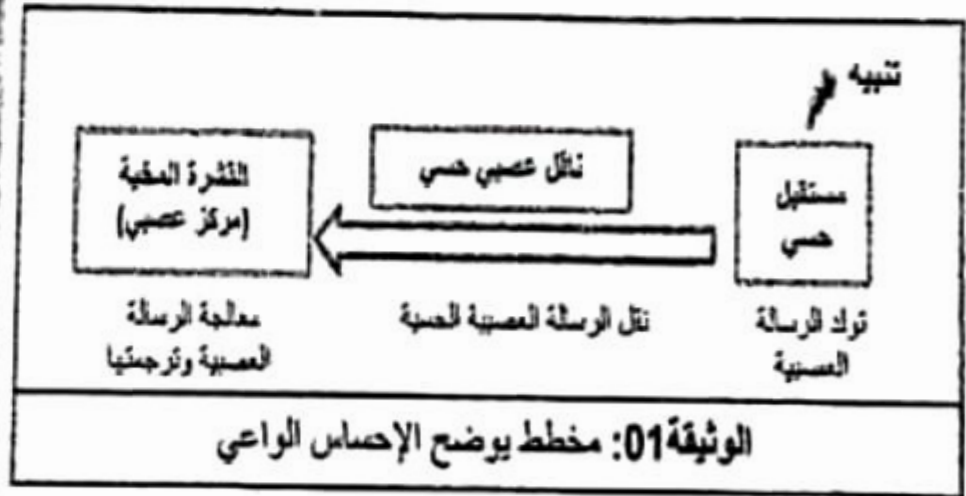 تنبيه
مستقبل
حسي
ناقل عصبي حسي
القشرة المخية
(مركز عصبي)
تولد الرسالة
العصبية
نقل الرسالة العصبية الحسية
معالجة الرسالة
العصبية وترجمتها
الوثيقة01: مخطط يوضح الإحساس الواعي